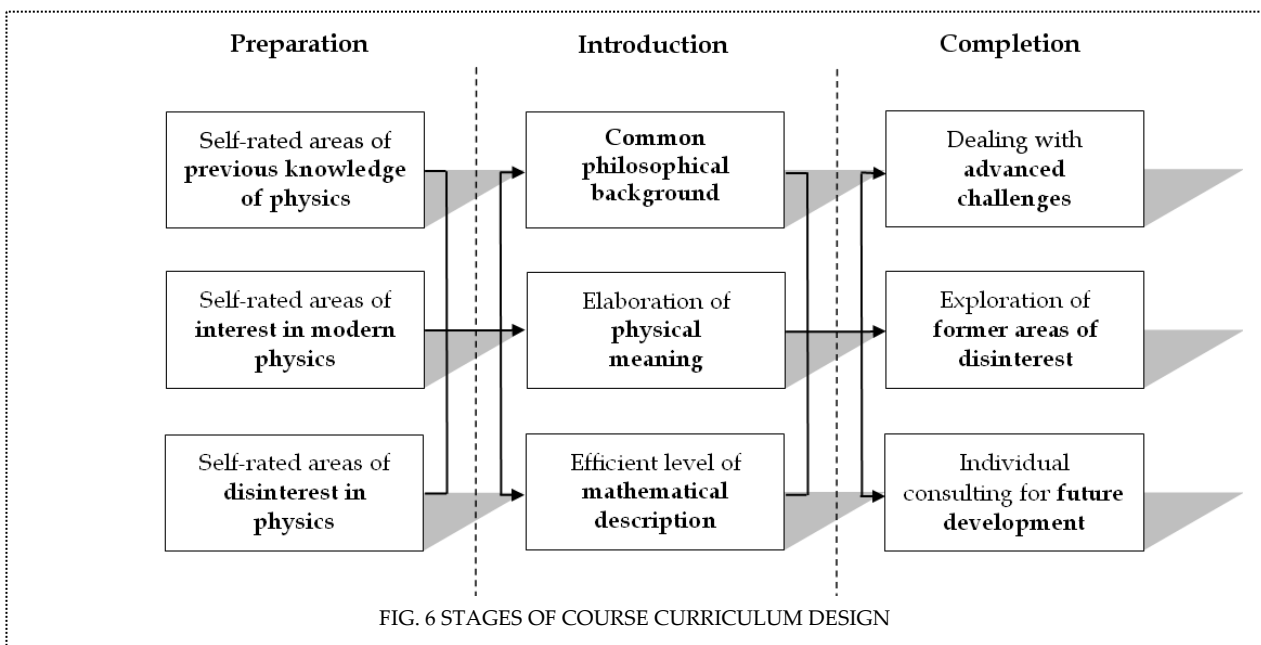 Preparation
Introduction
Completion
Self-rated areas of
previous knowledge
of physics
Common
philosophical
background
Dealing with
advanced
challenges
Self-rated areas of
interest in modern
physics
Elaboration of
physical
meaning
Exploration of
former areas of
disinterest
Self-rated areas of
disinterest in
physics
Efficient level of
mathematical
description
Individual
consulting for future
development
FIG. 6 STAGES OF COURSE CURRICULUM DESIGN